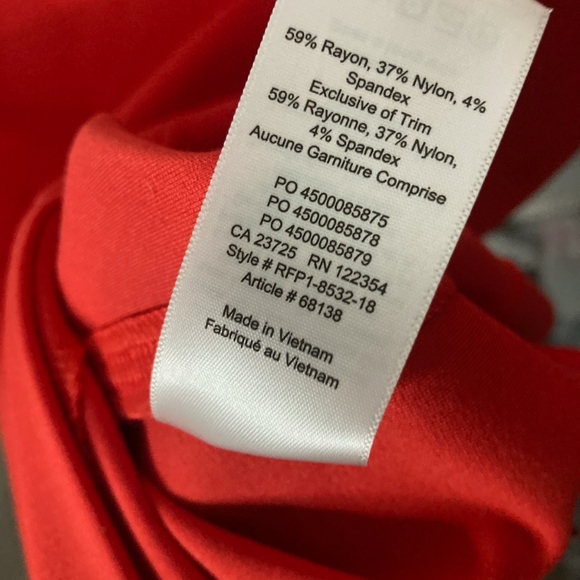 59% Rayon, 37% Nylon, 4%
Spandex
Exclusive of Trim
59% Rayonne, 37% Nylon,
4% Spandex
Aucune Garniture Comprise
PO 4500085875
PO 4500085878
PO 4500085879
CA 23725 RN 122354
Style # RFP1-8532-18
Article # 68138
Made in Vietnam
Fabriqué au Vietnam